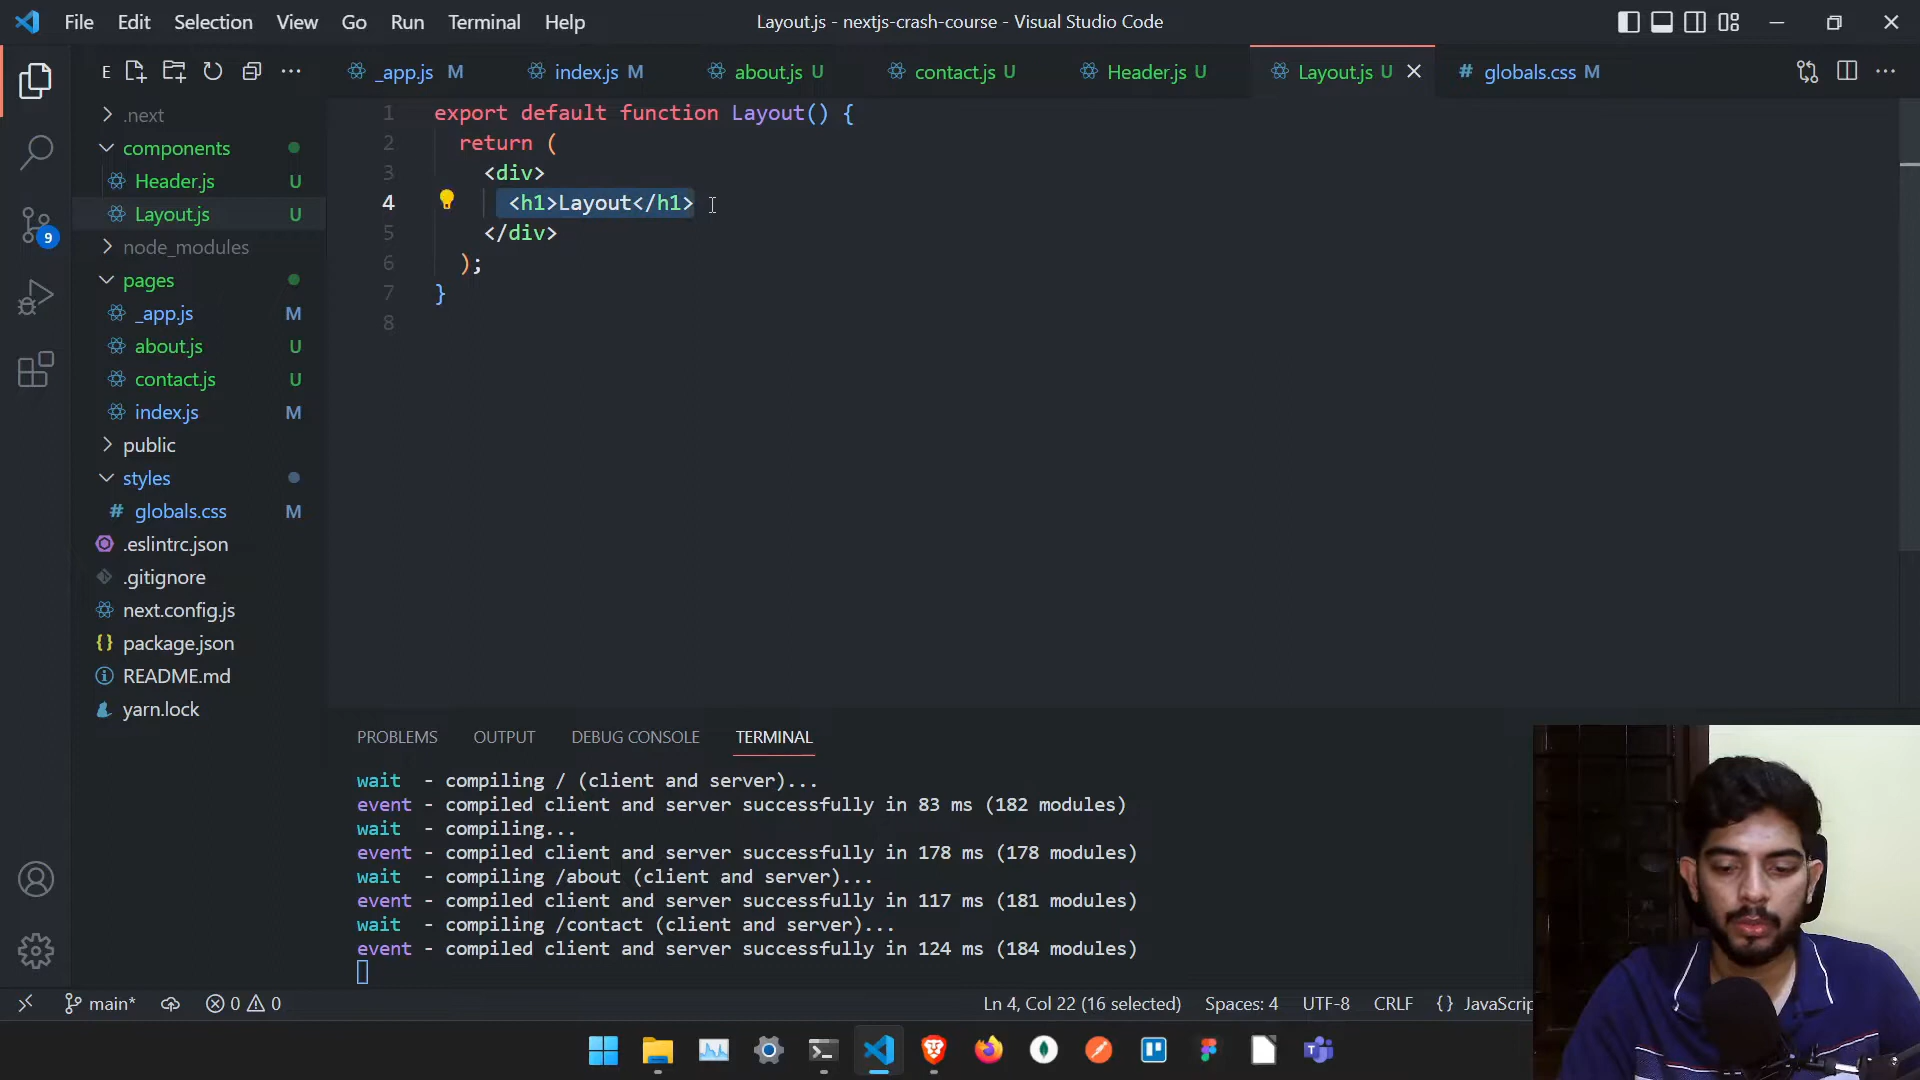 File Edit Selection View Go Run Terminal Help
Layout.js - nextjs-crash-course - Visual Studio Code
E
_app.js M
index.js M
about.js U
contact.js U
Header.js U
Layout.js U
globals.css M
.next
components
Header.js U
Layout.js U
node_modules
pages
_app.js M
about.js U
contact.js U
index.js M
public
styles
globals.css M
.eslintrc.json
.gitignore
next.config.js
package.json
README.md
yarn.lock
9
1 export default function Layout() {
2 return (
3 <div>
4 <h1>Layout</h1>
5 </div>
6 );
7 }
8
PROBLEMS OUTPUT DEBUG CONSOLE TERMINAL
wait - compiling / (client and server)...
event - compiled client and server successfully in 83 ms (182 modules)
wait - compiling...
event - compiled client and server successfully in 178 ms (178 modules)
wait - compiling /about (client and server)...
event - compiled client and server successfully in 117 ms (181 modules)
wait - compiling /contact (client and server)...
event - compiled client and server successfully in 124 ms (184 modules)
main* 0 0 Ln 4, Col 22 (16 selected) Spaces: 4 UTF-8 CRLF {} JavaScrip